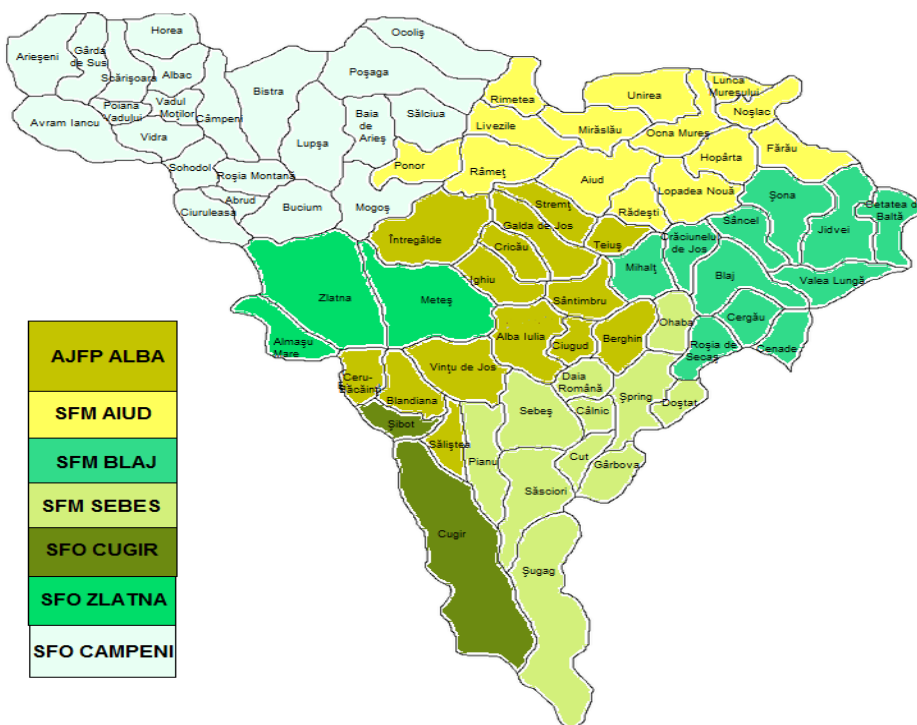 Horea
Ocoliş
Arieşeni
Gârda
de Sus
Scărişoara
Albac
Poşaga
Bistra
Rimetea
Unirea
Lunca
Mureşului
Noşlac
Avram Iancu
Poiana
Vadului
Vadul
Moţilor
Câmpeni
Baia
de
Arieş
Sălciua
Livezile
Mirăslău
Ocna Mureş
Vidra
Lupşa
Hopârta
Fărău
Sohodol
Roşia Montană
Ponor
Râmeţ
Aiud
Lopadea Nouă
Abrud
Ciuruleasa
Bucium
Mogoş
Stremţ
Rădeşti
Şona
Betatea d
Baltă
Galda de Jos
Sâncel
Jidvei
Întregâlde
Cricău
Teiuş
Crăciunelu
de Jos
Mihalţ
Blaj
Valea Lungă
Ighiu
Zlatna
Meteş
Sântimbru
Cergău
Ohaba
Alba Iulia
Ciugud
Berghin
Roşia de
Secaş
Cenade
Almaşu
Mare
Ceru-
Băcăinţi
Vinţu de Jos
Daia
Română
Blandiana
Şpring
Doştat
Sebeş
Câlnic
Şibot
Săliştea
Pianu
Cut
Gârbova
Săsciori
Cugir
Şugag
AJFP ALBA
SFM AIUD
SFM BLAJ
SFM SEBES
SFO CUGIR
SFO ZLATNA
SFO CAMPENI